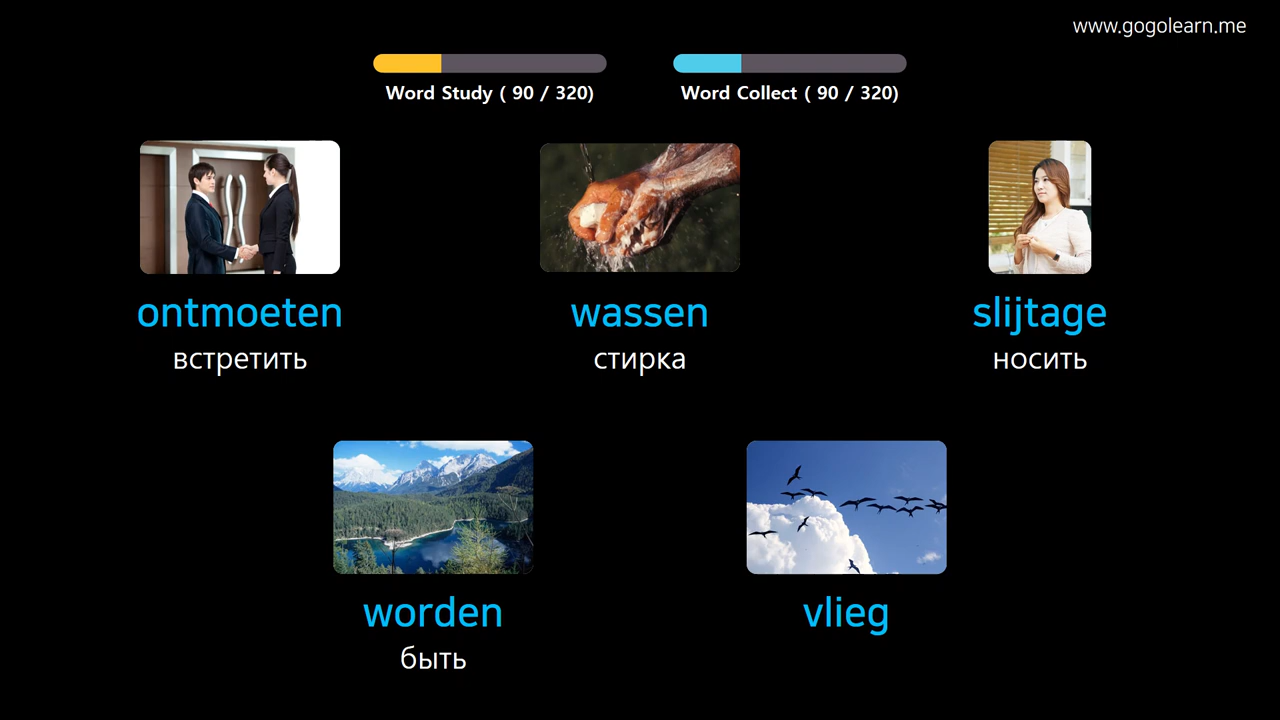 www.gogolearn.me
Word Study ( 90 / 320)
Word Collect ( 90 / 320)
ontmoeten
встретить
wassen
стирка
slijtage
носить
worden
быть
vlieg